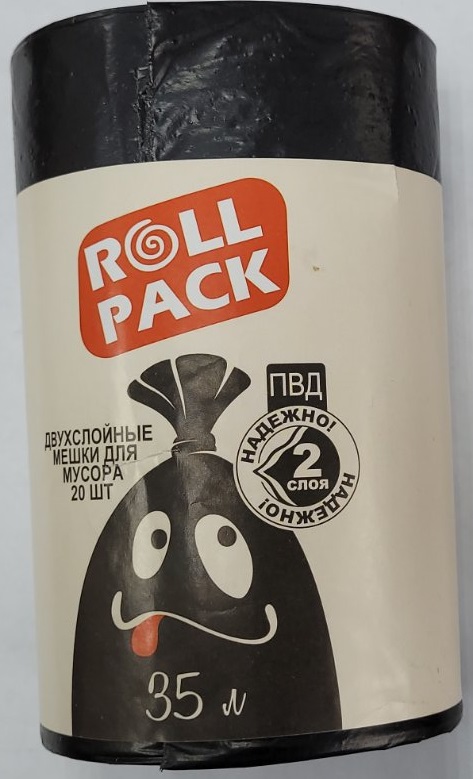 ROLL
PACK
ПВД
ДВУХСЛОЙНЫЕ
МЕШКИ ДЛЯ
МУСОРА
20 ШТ
НАДЕЖНО!
2
СЛОЯ
НАДЕЖНО!
35 л